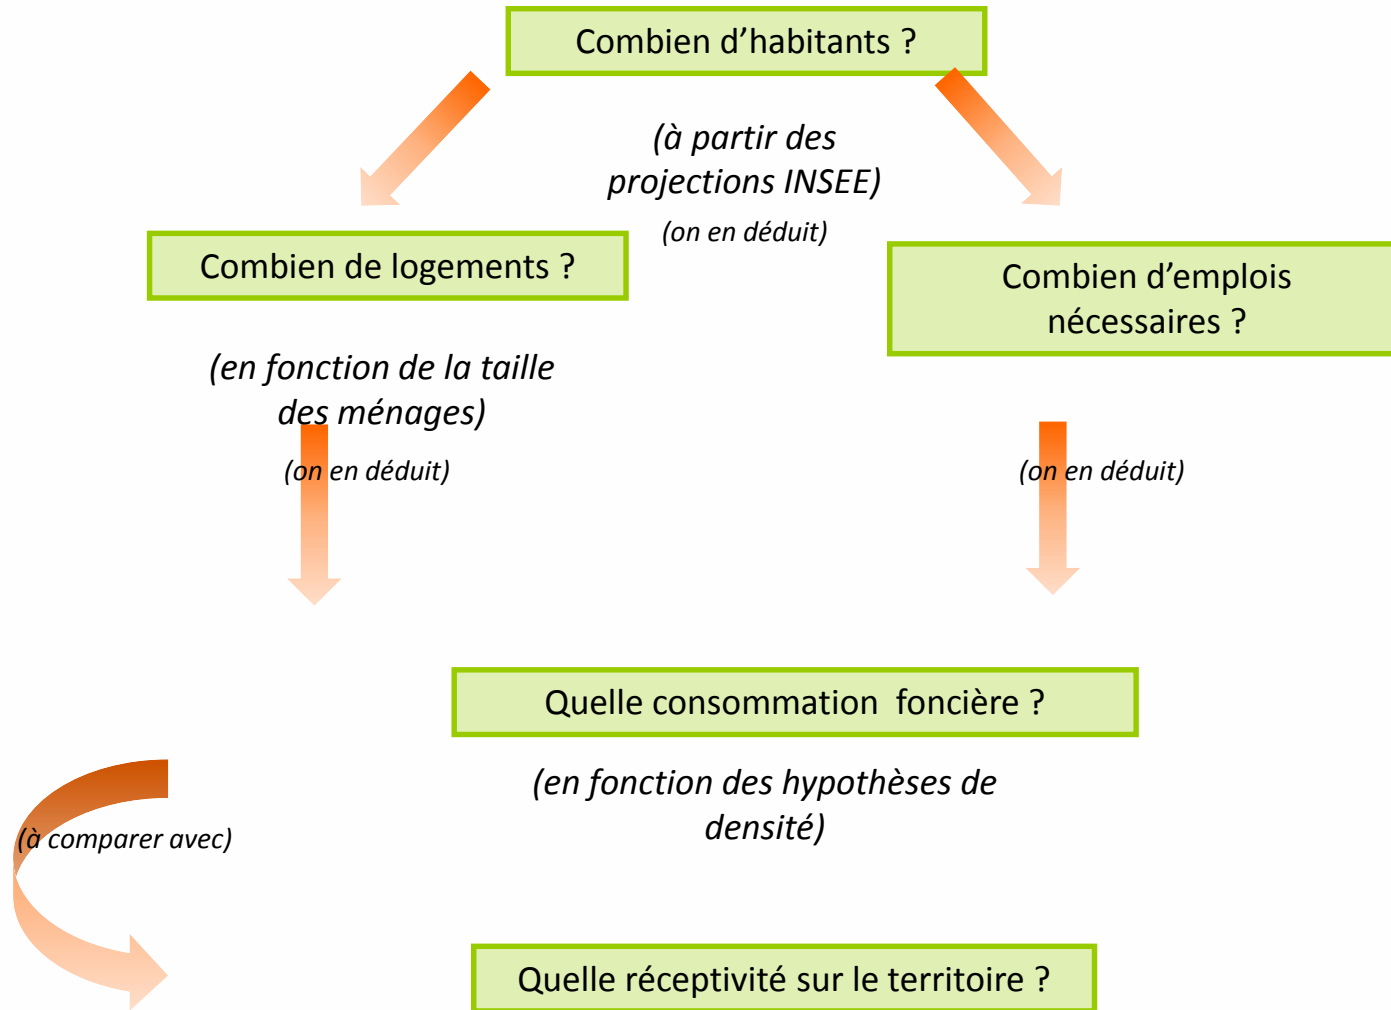 Combien d’habitants ?
(à partir des
projections INSEE)
(on en déduit)
Combien de logements ?
Combien d’emplois
nécessaires ?
(en fonction de la taille
des ménages)
(on en déduit)
(on en déduit)
Quelle consommation  foncière ?
(en fonction des hypothèses de
densité)
(à comparer avec)
Quelle réceptivité sur le territoire ?